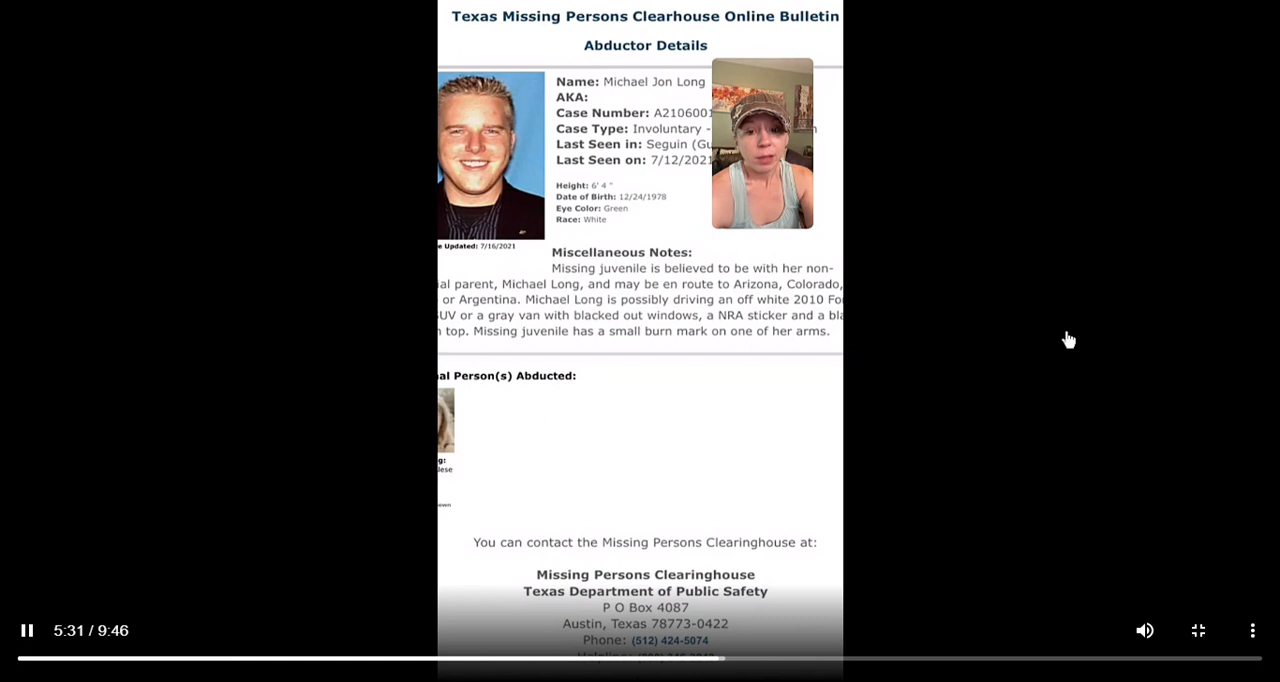 Texas Missing Persons Clearhouse Online Bulletin
Abductor Details
Name: Michael Jon Long
AKA:
Case Number: A2106001
Case Type: Involuntary -
Last Seen in: Seguin (Gu
Last Seen on: 7/12/2021
Height: 6' 4 "
Date of Birth: 12/24/1978
Eye Color: Green
Race: White
e Updated: 7/16/2021
Miscellaneous Notes:
Missing juvenile is believed to be with her non-
ial parent, Michael Long, and may be en route to Arizona, Colorado,
or Argentina. Michael Long is possibly driving an off white 2010 Fo
SUV or a gray van with blacked out windows, a NRA sticker and a bla
n top. Missing juvenile has a small burn mark on one of her arms.
nal Person(s) Abducted:
g:
lese
own
You can contact the Missing Persons Clearinghouse at:
Missing Persons Clearinghouse
Texas Department of Public Safety
P O Box 4087
Austin, Texas 78773-0422
Phone: (512) 424-5074
5:31 / 9:46